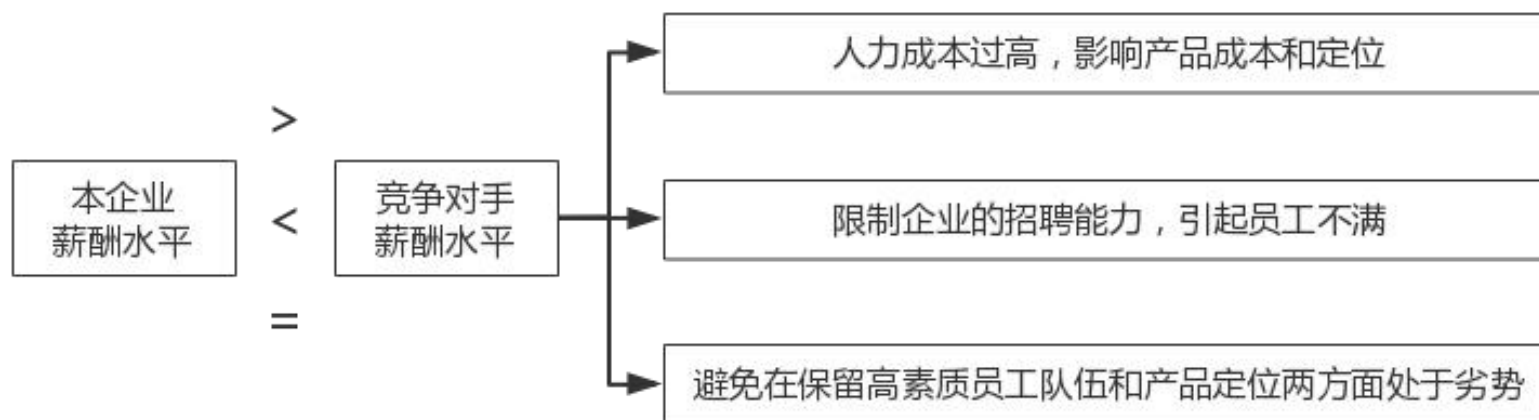 人力成本过高，影响产品成本和定位
>
本企业
薪酬水平
<
竞争对手
薪酬水平
限制企业的招聘能力，引起员工不满
=
避免在保留高素质员工队伍和产品定位两方面处于劣势